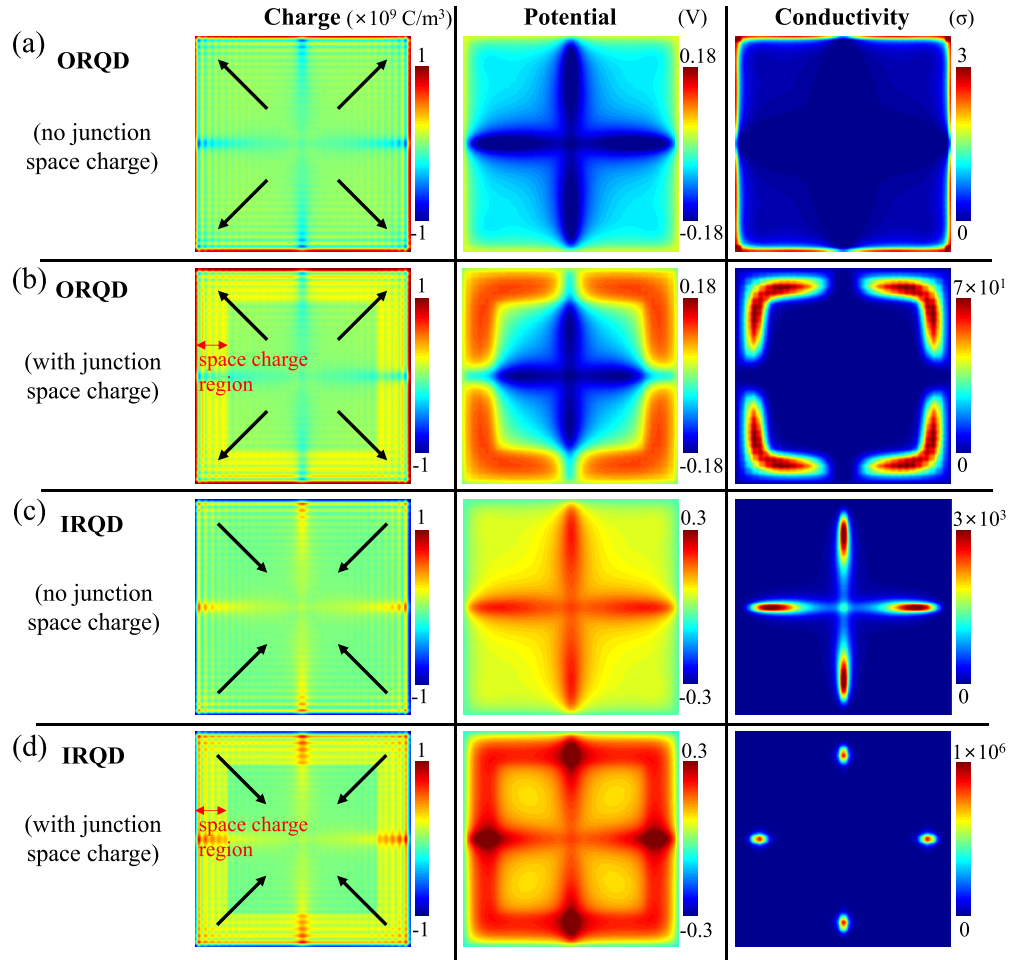 Charge (×10⁹ C/m³) Potential (V) Conductivity (σ)
(a) ORQD
(no junction
space charge)
1
-1
0.18
-0.18
3
0
(b) ORQD
(with junction
space charge)
space charge
region
1
-1
0.18
-0.18
7×10¹
0
(c) IRQD
(no junction
space charge)
1
-1
0.3
-0.3
3×10³
0
(d) IRQD
(with junction
space charge)
space charge
region
1
-1
0.3
-0.3
1×10⁶
0